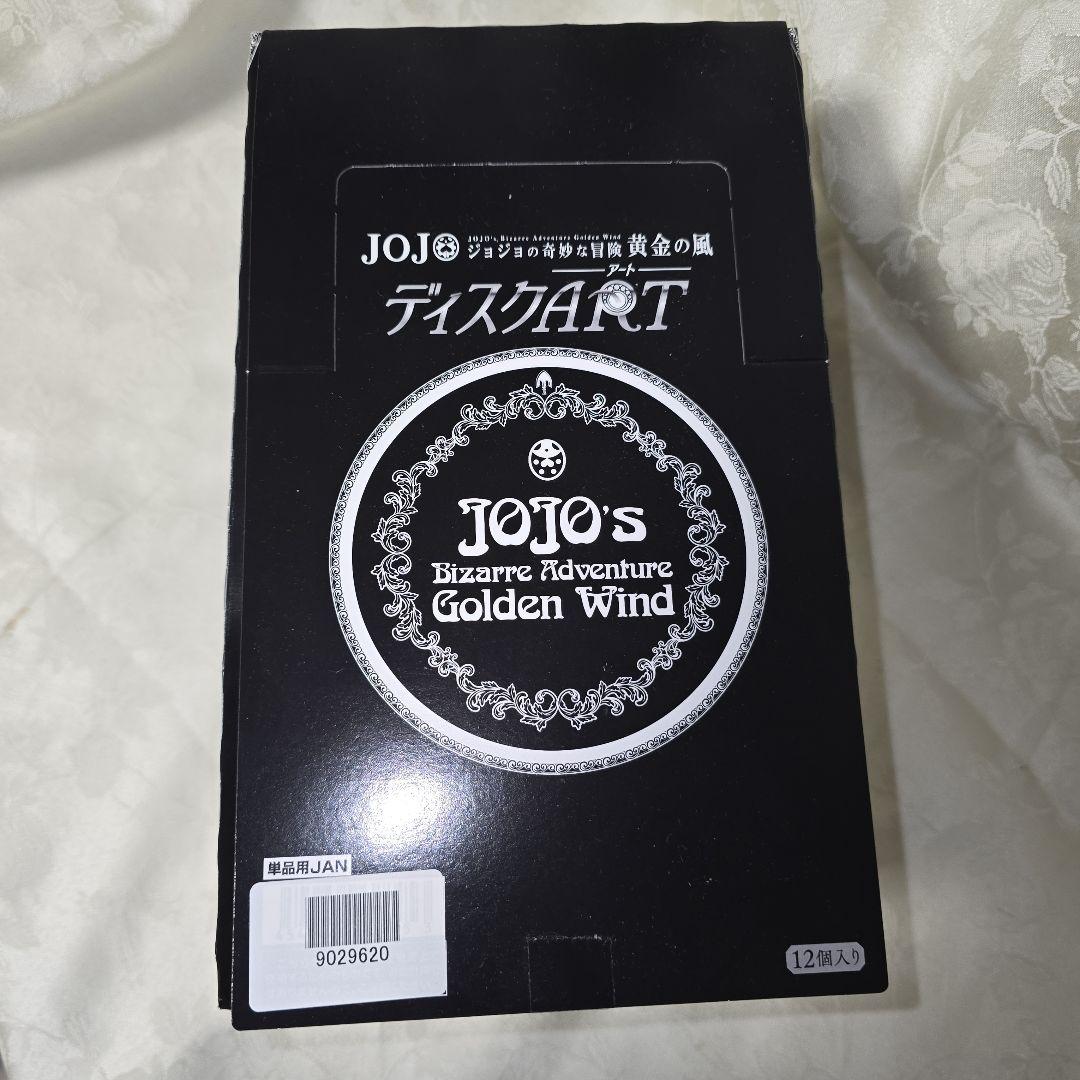 JOJO
JOJO's Bizarre Adventure Golden Wind
ジョジョの奇妙な冒険 黄金の風
アート
ディスクART
JOJO's
Bizarre Adventure
Golden Wind
単品用JAN
9029620
12個入り